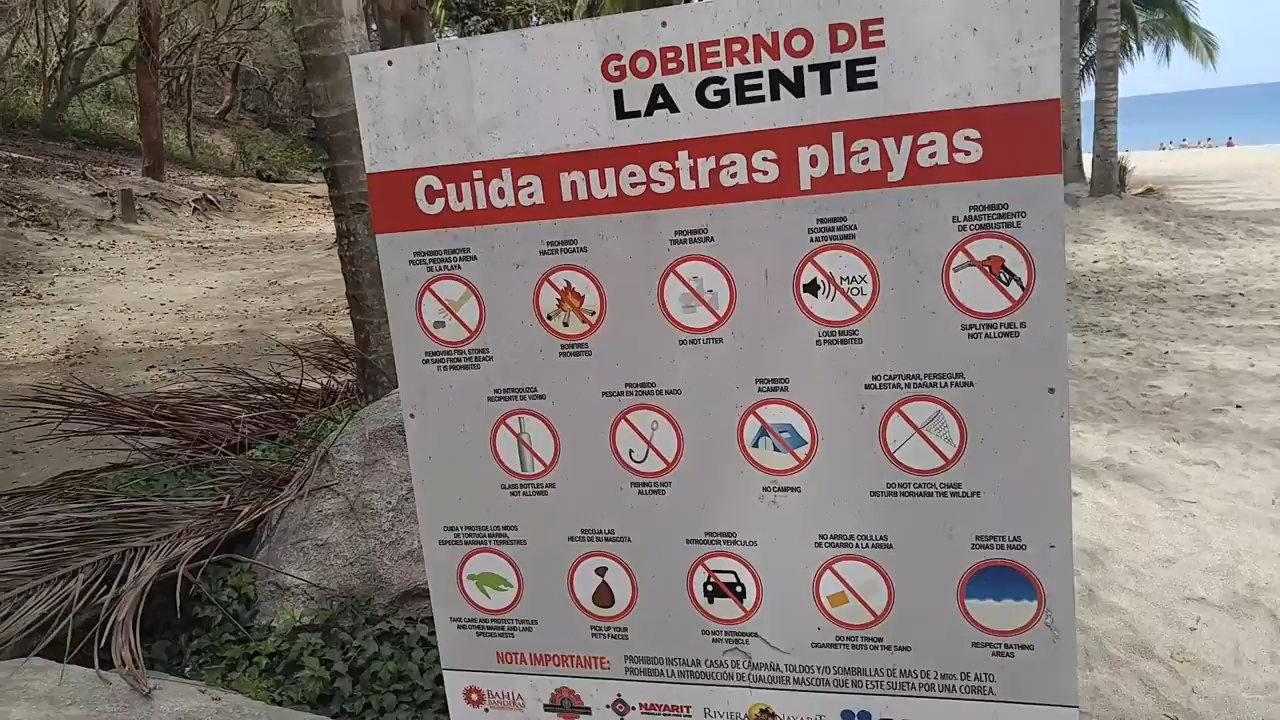 GOBIERNO DE
LA GENTE
Cuida nuestras playas
PROHIBIDO REMOVER
PECES, PIEDRAS O ARENA
DE LA PLAYA
REMOVING FISH, STONES
OR SAND FROM THE BEACH
IT IS PROHIBITED
PROHIBIDO
HACER FOGATAS
BONFIRES
PROHIBITED
PROHIBIDO
TIRAR BASURA
DO NOT LITTER
PROHIBIDO
ESCUCHAR MÚSICA
A ALTO VOLUMEN
MAX
VOL
LOUD MUSIC
IS PROHIBITED
PROHIBIDO
EL ABASTECIMIENTO
DE COMBUSTIBLE
SUPLIYING FUEL IS
NOT ALLOWED
NO INTRODUZCA
RECIPIENTE DE VIDRIO
GLASS BOTTLES ARE
NOT ALLOWED
PROHIBIDO
PESCAR EN ZONAS DE NADO
FISHING IS NOT
ALLOWED
PROHIBIDO
ACAMPAR
NO CAMPING
NO CAPTURAR, PERSEGUIR,
MOLESTAR, NI DAÑAR LA FAUNA
DO NOT CATCH, CHASE
DISTURB NORHARM THE WILDLIFE
CUIDA Y PROTEGE LOS NIDOS
DE TORTUGA MARINA,
ESPECIES MARINAS Y TERRESTRES
TAKE CARE AND PROTECT TURTLES
AND OTHER MARINE AND LAND
SPECIES NESTS
RECOJA LAS
HECES DE SU MASCOTA
PICK UP YOUR
PET'S FAECES
PROHIBIDO
INTRODUCIR VEHÍCULOS
DO NOT INTRODUCE
ANY VEHICLE
NO ARROJE COLILLAS
DE CIGARRO A LA ARENA
DO NOT TRHOW
CIGARRETTE BUTS ON THE SAND
RESPETE LAS
ZONAS DE NADO
RESPECT BATHING
AREAS
NOTA IMPORTANTE: PROHIBIDO INSTALAR CASAS DE CAMPAÑA, TOLDOS Y/O SOMBRILLAS DE MAS DE 2 MTOS. DE ALTO.
PROHIBIDA LA INTRODUCCIÓN DE CUALQUIER MASCOTA QUE NO ESTE SUJETA POR UNA CORREA.
BAHÍA
BANDERAS
NAYARIT
RIVIERA NAYARIT